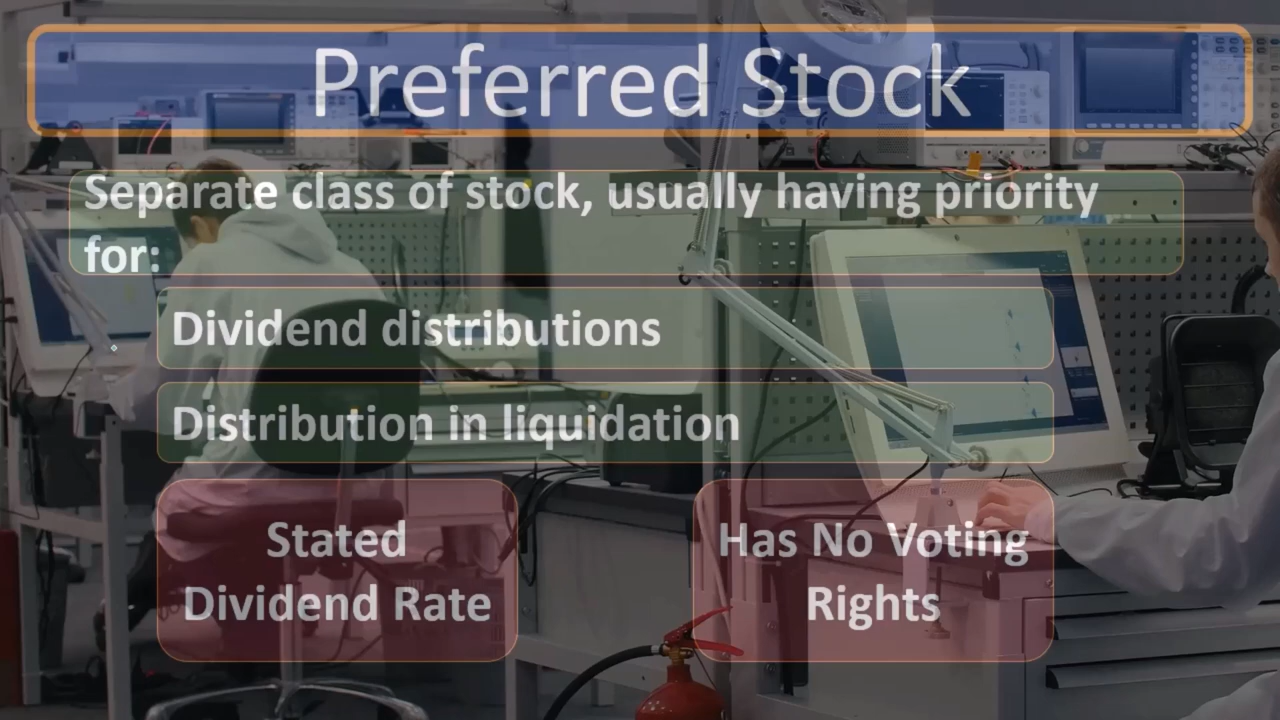 Preferred Stock
Separate class of stock, usually having priority
for:
Dividend distributions
Distribution in liquidation
Stated
Dividend Rate
Has No Voting
Rights